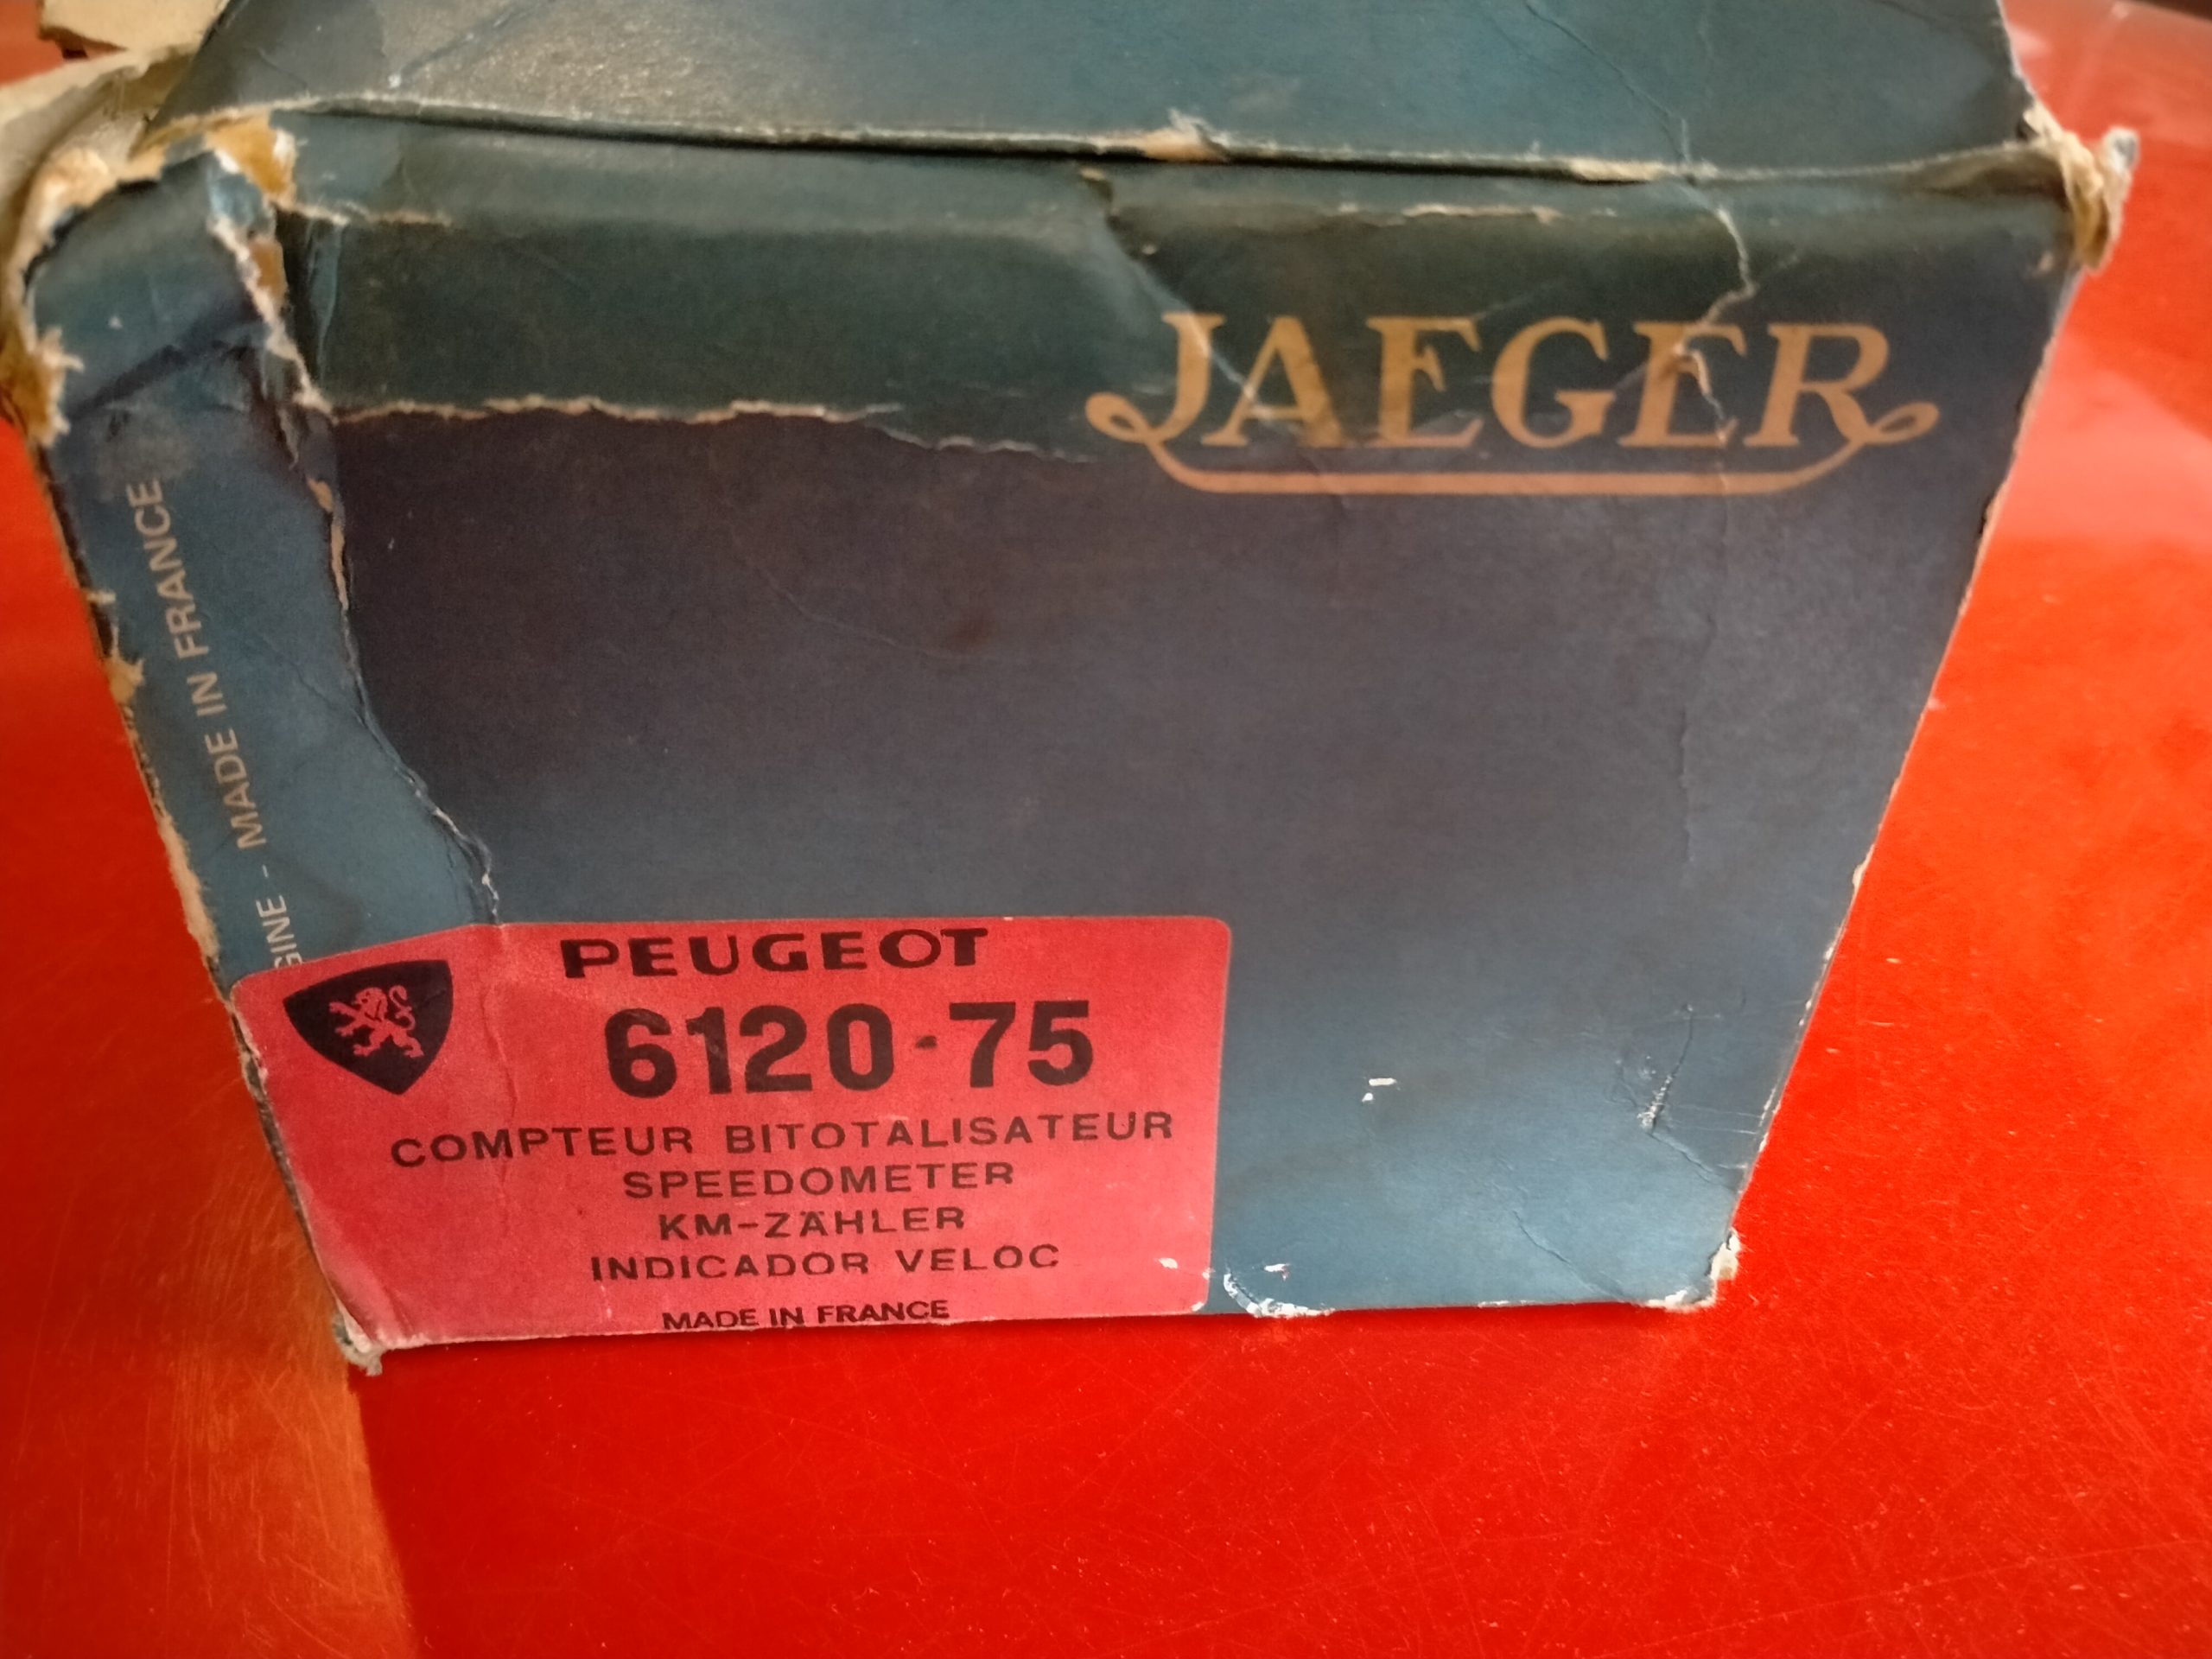 JAEGER
GINE - MADE IN FRANCE
PEUGEOT
6120-75
COMPTEUR BITOTALISATEUR
SPEEDOMETER
KM-ZÄHLER
INDICADOR VELOC
MADE IN FRANCE